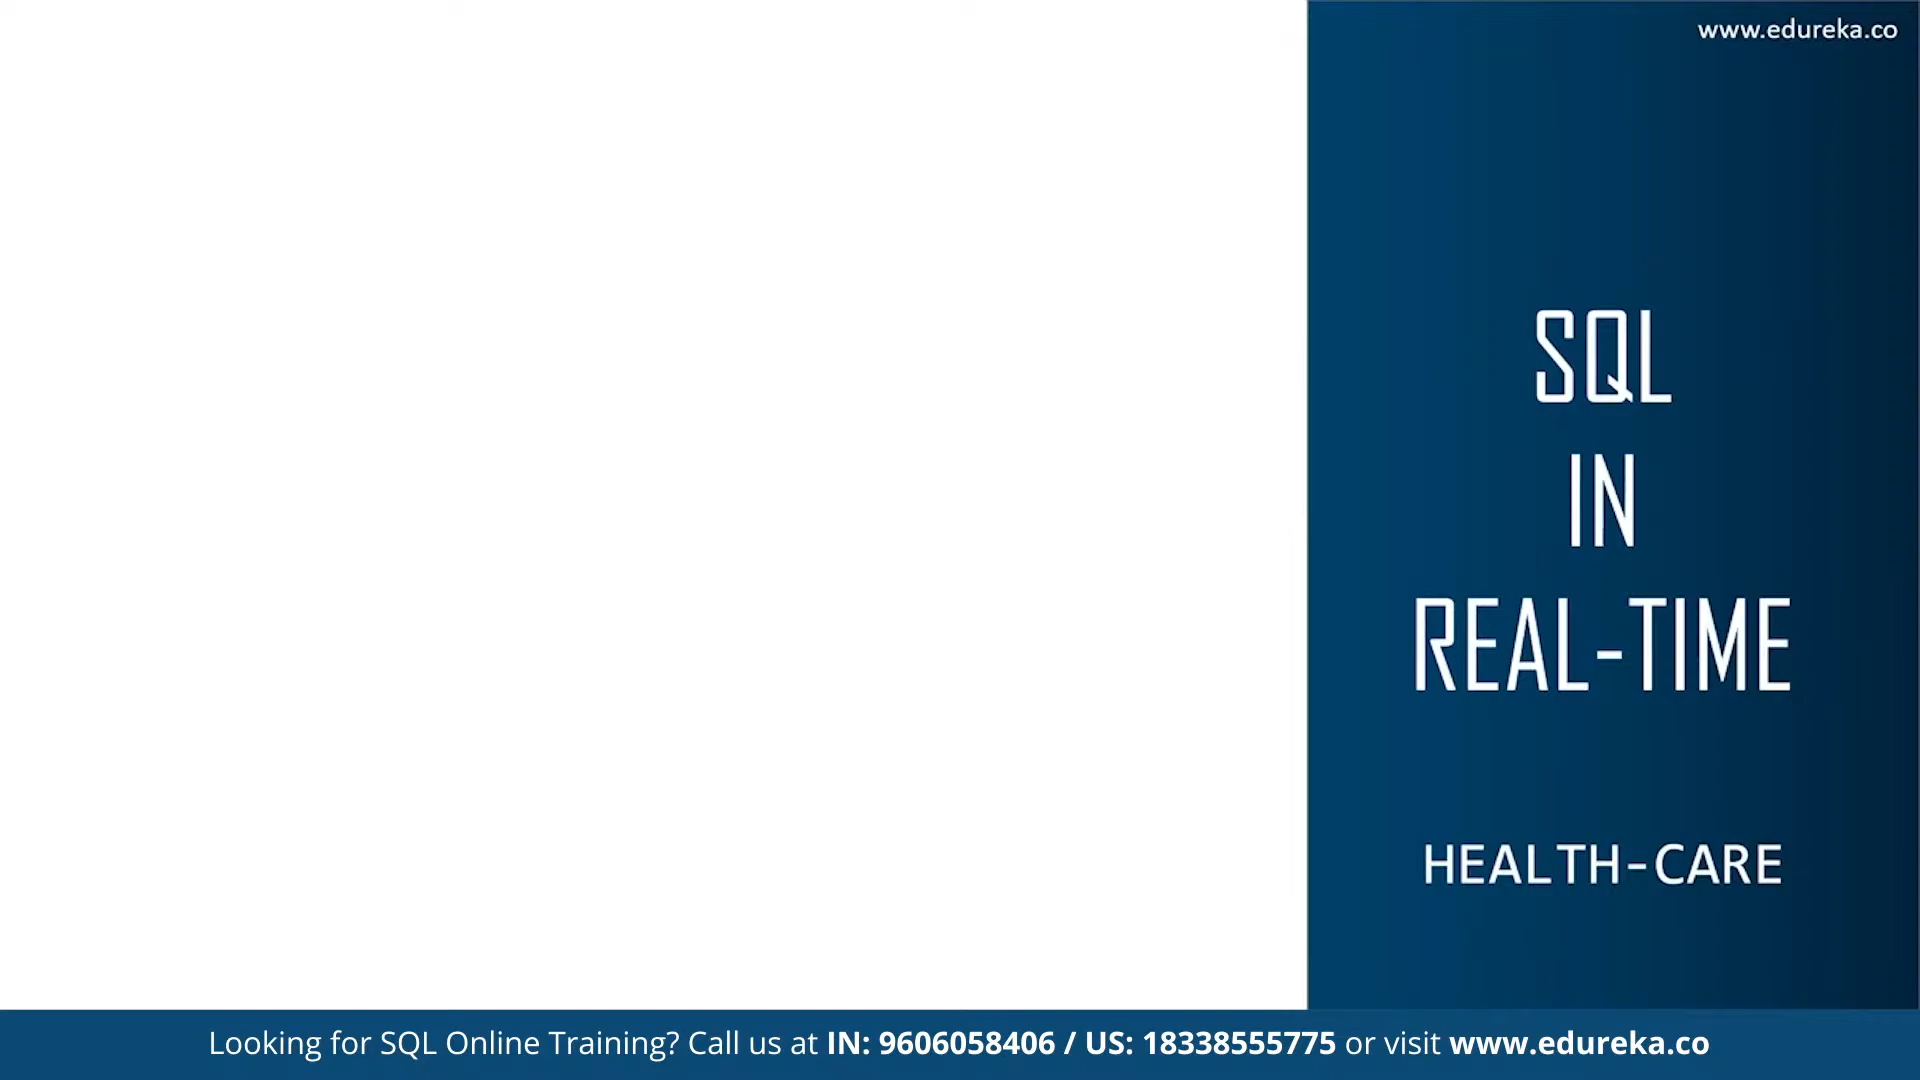 www.edureka.co
SQL
IN
REAL-TIME
HEALTH-CARE
Looking for SQL Online Training? Call us at IN: 9606058406 / US: 18338555775 or visit www.edureka.co